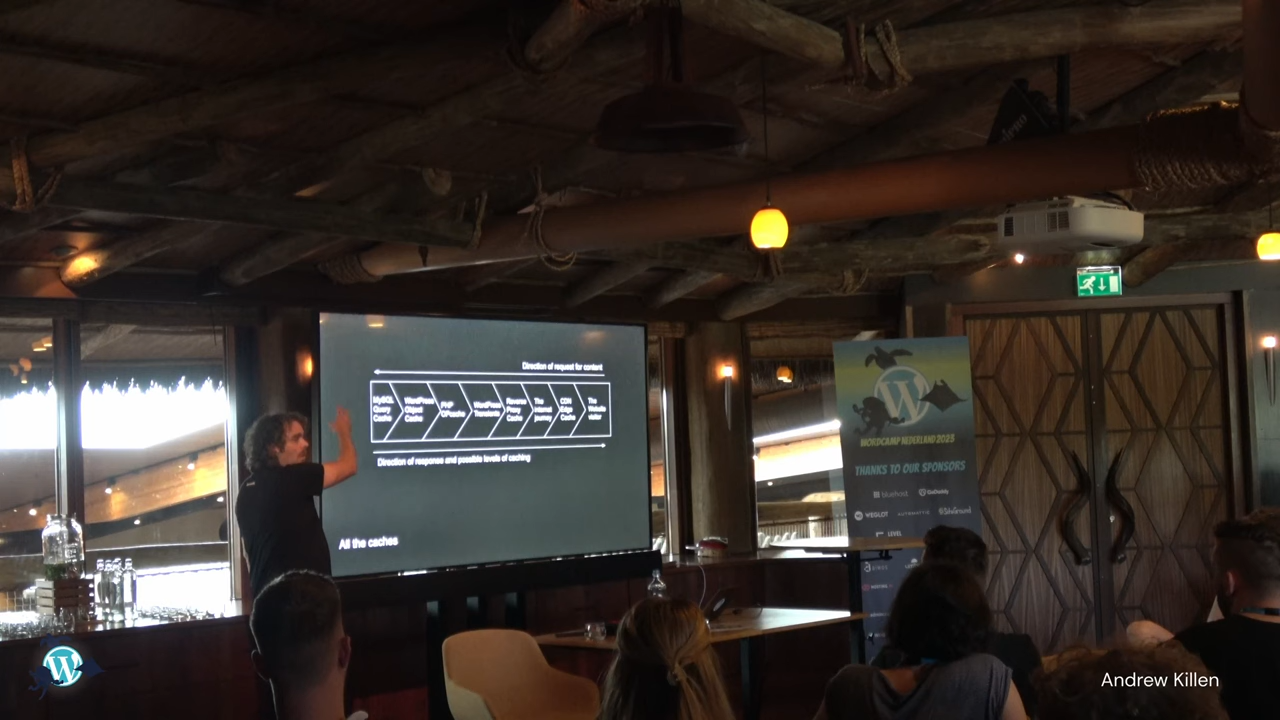 Direction of request for content
MySQL
Query
Cache
WordPress
Object
Cache
PHP
OPcache
WordPress
Transients
Reverse
Proxy
Cache
The
internet
journey
CDN
Edge
Cache
The
Website
visitor
Direction of response and possible levels of caching
All the caches
WORDCAMP NEDERLAND 2023
THANKS TO OUR SPONSORS
bluehost
GoDaddy
WEGLOT
AUTOMATTIC
LEVEL
Andrew Killen